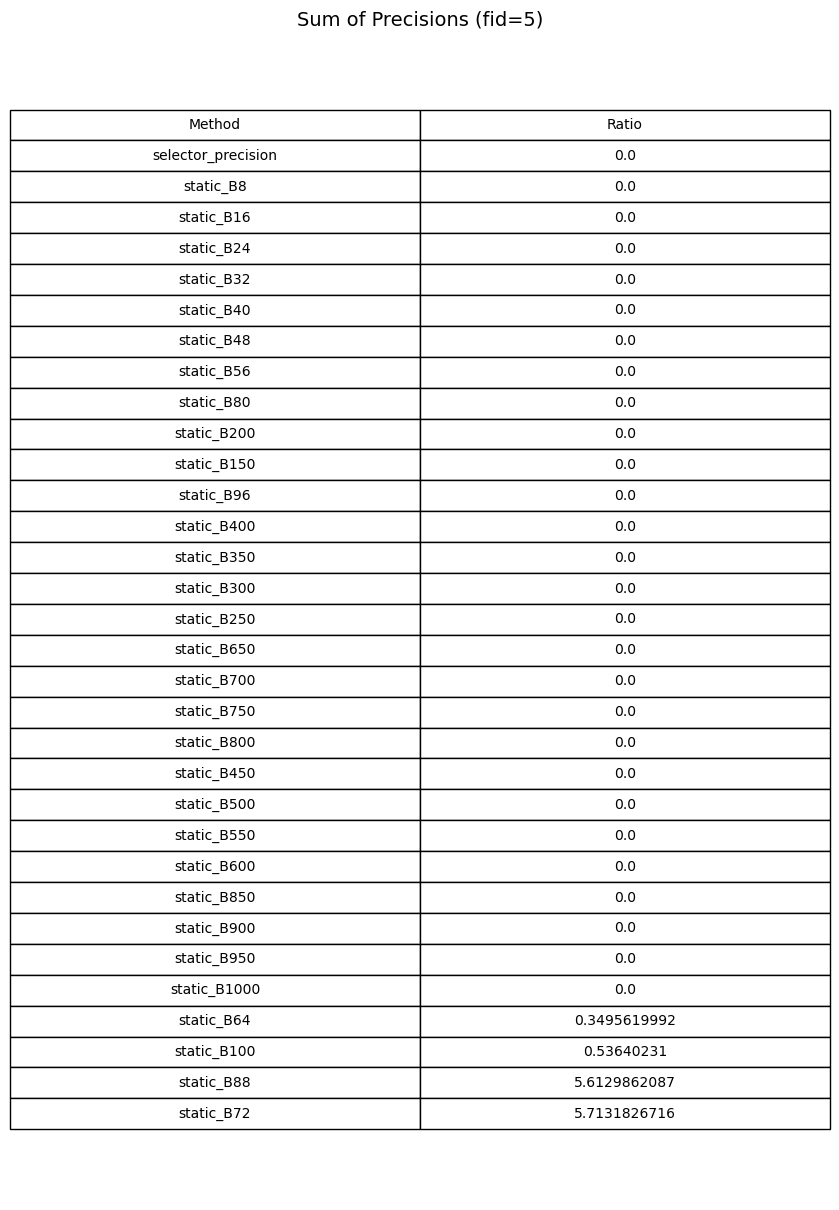 Sum of Precisions (fid=5)
Method Ratio
selector_precision 0.0
static_B8 0.0
static_B16 0.0
static_B24 0.0
static_B32 0.0
static_B40 0.0
static_B48 0.0
static_B56 0.0
static_B80 0.0
static_B200 0.0
static_B150 0.0
static_B96 0.0
static_B400 0.0
static_B350 0.0
static_B300 0.0
static_B250 0.0
static_B650 0.0
static_B700 0.0
static_B750 0.0
static_B800 0.0
static_B450 0.0
static_B500 0.0
static_B550 0.0
static_B600 0.0
static_B850 0.0
static_B900 0.0
static_B950 0.0
static_B1000 0.0
static_B64 0.3495619992
static_B100 0.53640231
static_B88 5.6129862087
static_B72 5.7131826716